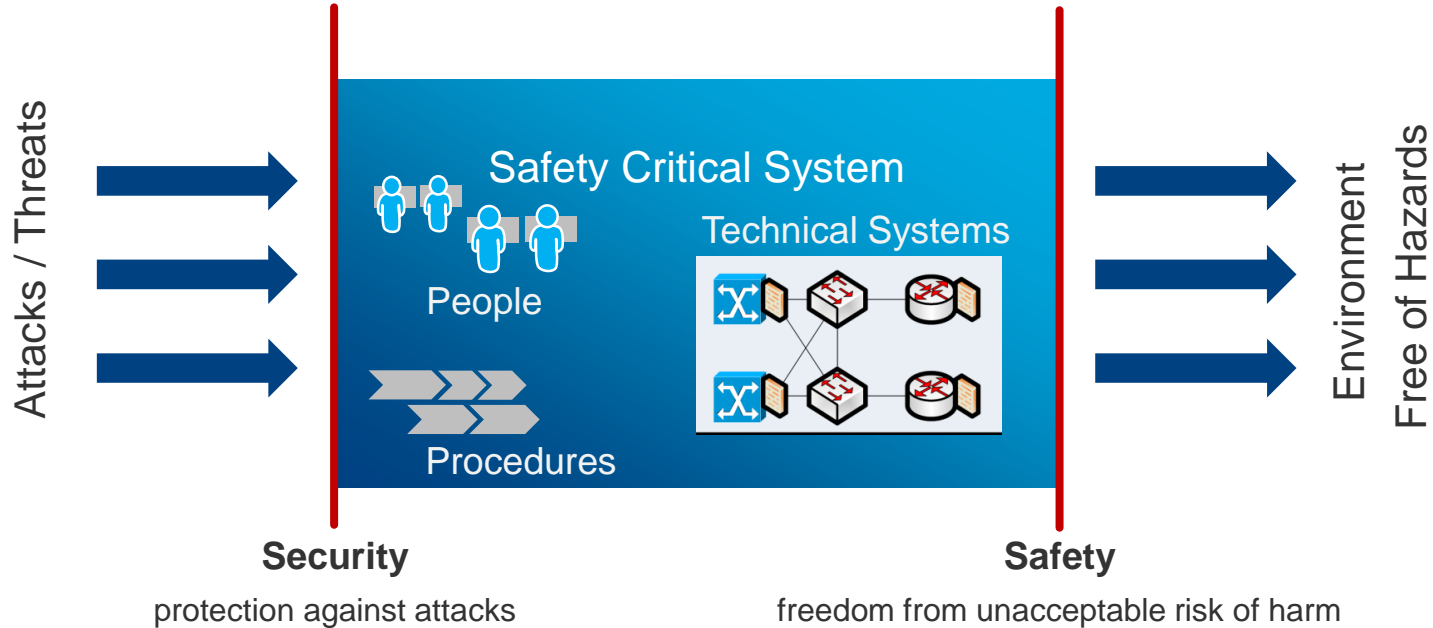 Attacks / Threats
Safety Critical System
People
Technical Systems
Procedures
Environment
Free of Hazards
Security
protection against attacks
Safety
freedom from unacceptable risk of harm